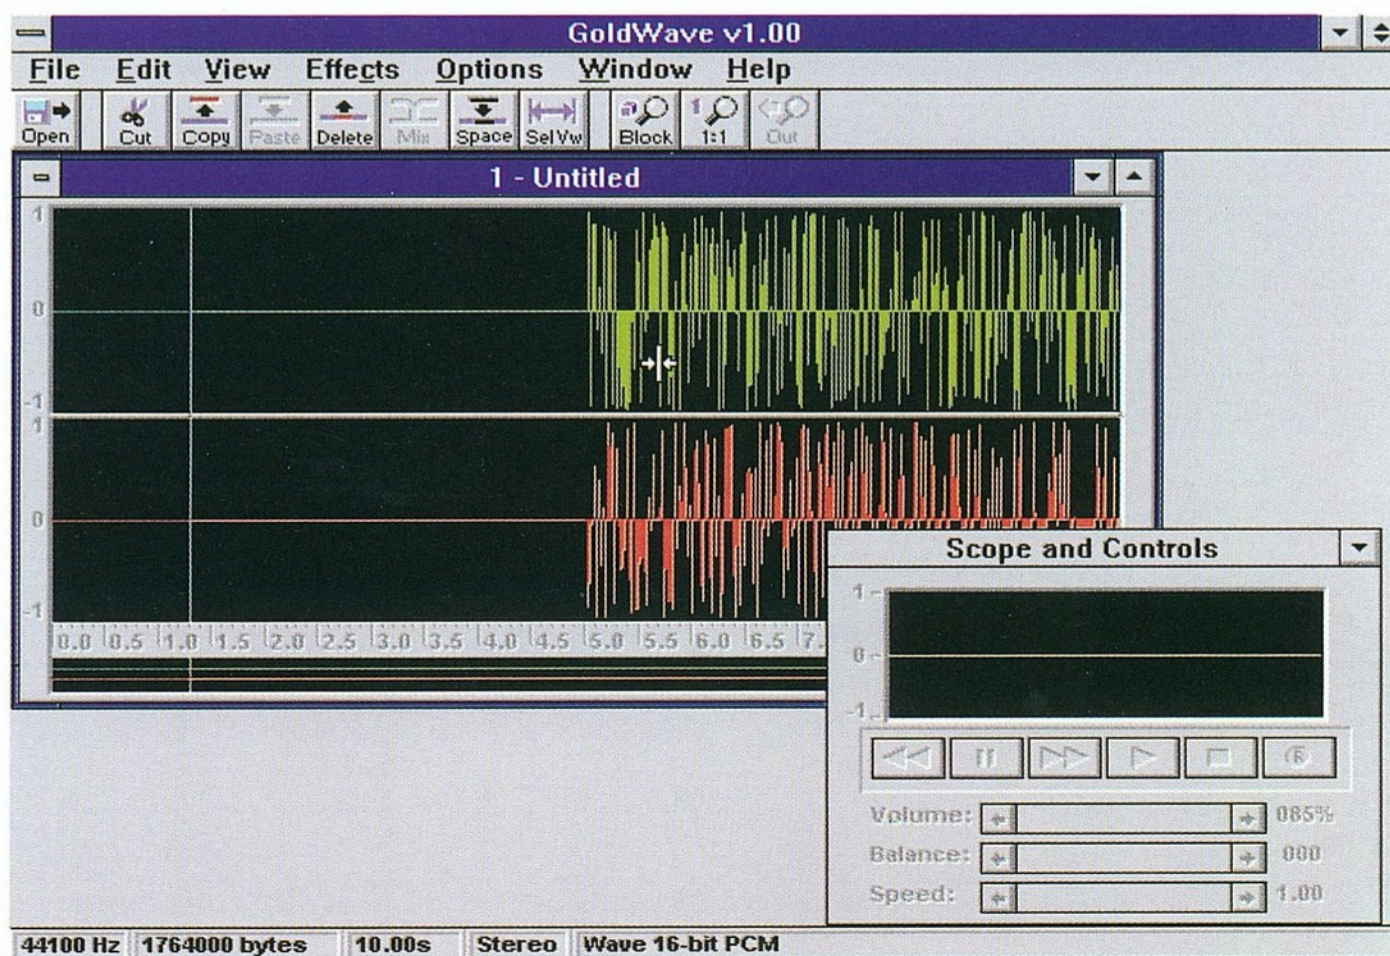 GoldWave v1.00
File Edit View Effects Options Window Help
Open Cut Copy Paste Delete Mix Space SelVw Block 1:1 Out
1 - Untitled
1
0
-1
1
0
-1
0.0 0.5 1.0 1.5 2.0 2.5 3.0 3.5 4.0 4.5 5.0 5.5 6.0 6.5 7.
Scope and Controls
1
0
-1
Volume: 085%
Balance: 000
Speed: 1.00
44100 Hz 1764000 bytes 10.00s Stereo Wave 16-bit PCM